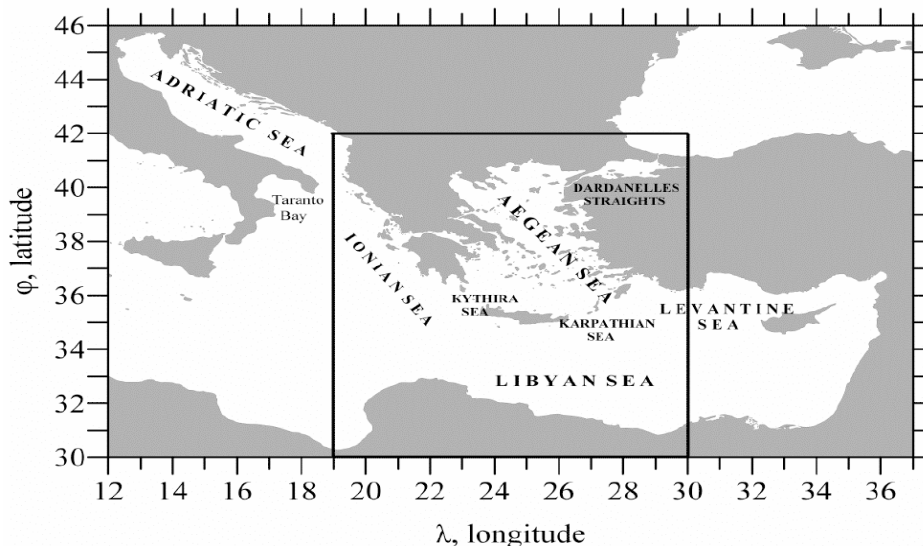 46
44
42
40
38
36
34
32
30
φ, latitude
ADRIATIC SEA
Taranto
Bay
IONIAN SEA
AEGEAN SEA
DARDANELLES
STRAIGHTS
KYTHIRA
SEA
KARPATHIAN
SEA
LEVANTINE
SEA
LIBYAN SEA
12 14 16 18 20 22 24 26 28 30 32 34 36
λ, longitude